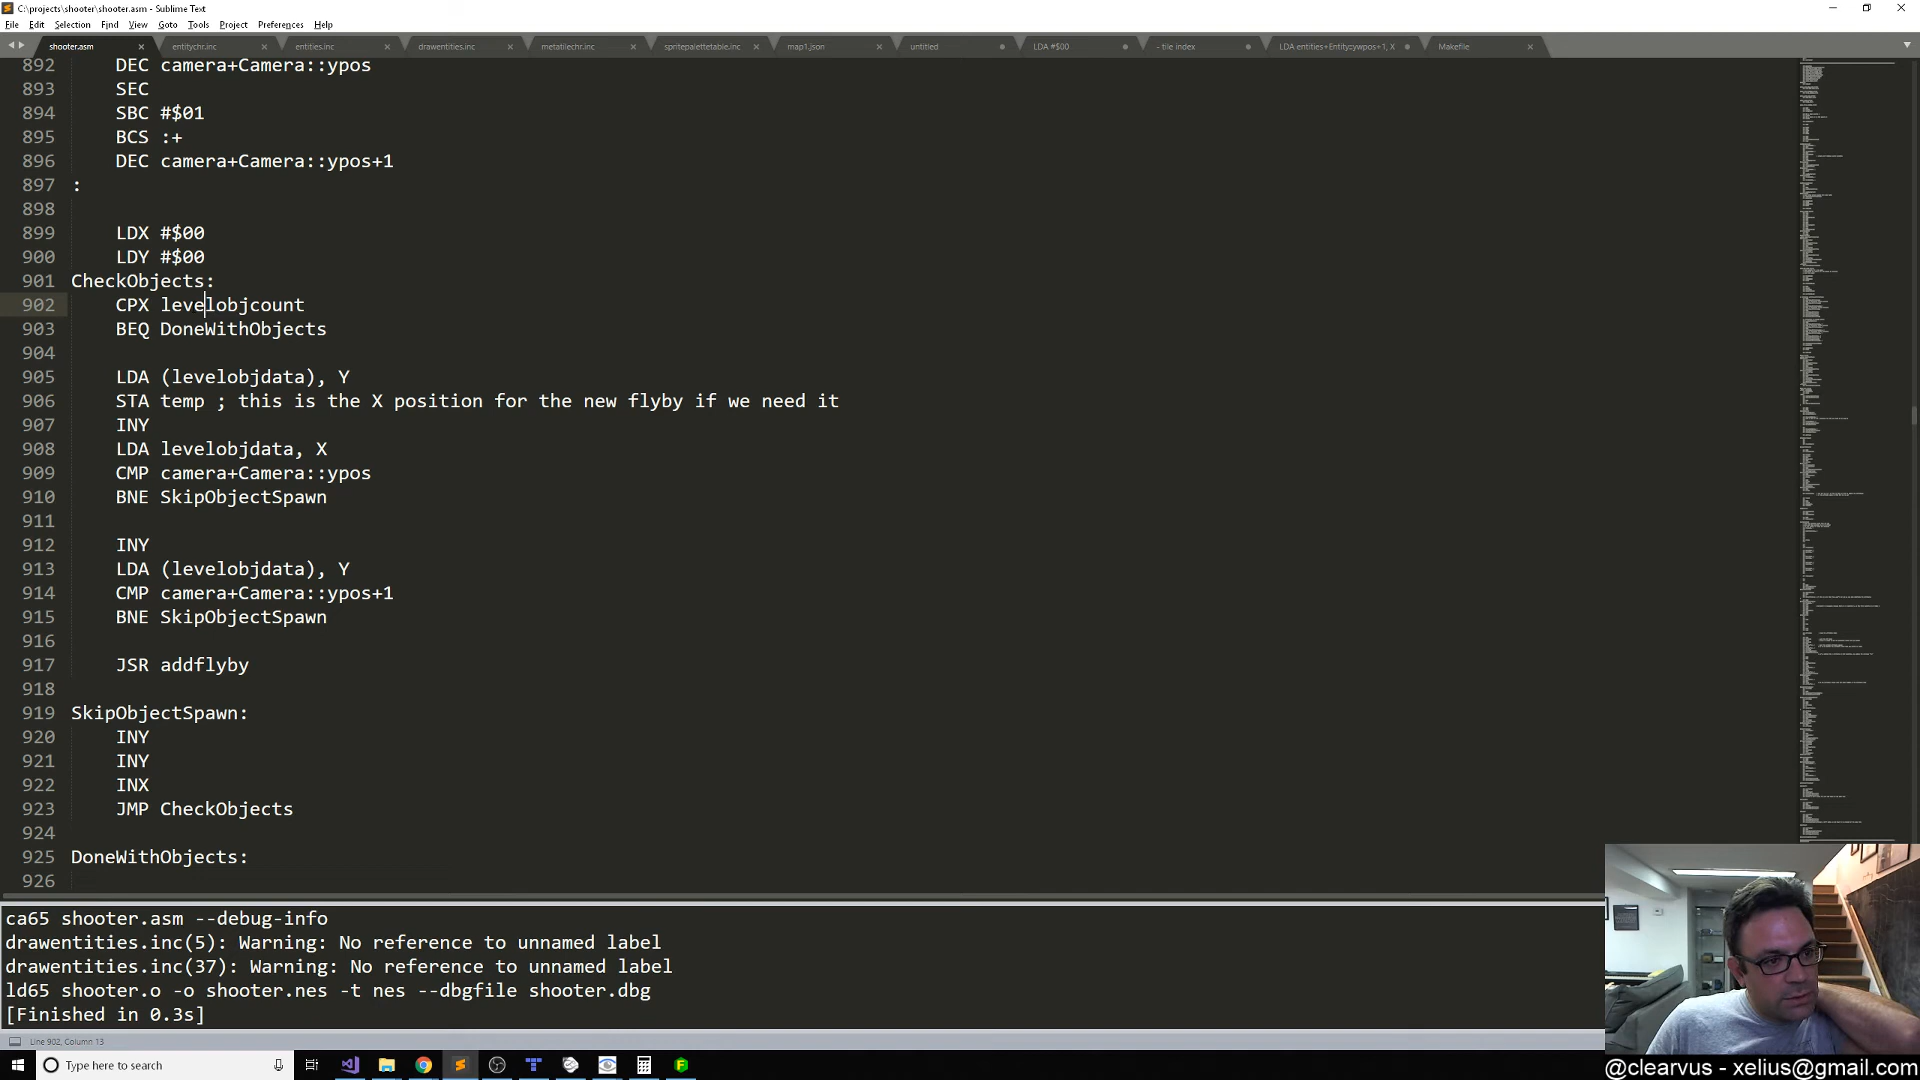 C:\projects\shooter\shooter.asm - Sublime Text
File Edit Selection Find View Goto Tools Project Preferences Help
shooter.asm entitychr.inc entities.inc drawentities.inc metatilechr.inc spritepalettetable.inc map1.json untitled LDA #$00 - tile index LDA entities+Entity::ypos+1, X Makefile
892 DEC camera+Camera::ypos
893 SEC
894 SBC #$01
895 BCS :+
896 DEC camera+Camera::ypos+1
897 :
898
899 LDX #$00
900 LDY #$00
901 CheckObjects:
902 CPX levelobjcount
903 BEQ DoneWithObjects
904
905 LDA (levelobjdata), Y
906 STA temp ; this is the X position for the new flyby if we need it
907 INY
908 LDA levelobjdata, X
909 CMP camera+Camera::ypos
910 BNE SkipObjectSpawn
911
912 INY
913 LDA (levelobjdata), Y
914 CMP camera+Camera::ypos+1
915 BNE SkipObjectSpawn
916
917 JSR addflyby
918
919 SkipObjectSpawn:
920 INY
921 INY
922 INX
923 JMP CheckObjects
924
925 DoneWithObjects:
926
ca65 shooter.asm --debug-info
drawentities.inc(5): Warning: No reference to unnamed label
drawentities.inc(37): Warning: No reference to unnamed label
ld65 shooter.o -o shooter.nes -t nes --dbgfile shooter.dbg
[Finished in 0.3s]
Line 902, Column 13
Type here to search
@clearvus - xelius@gmail.com